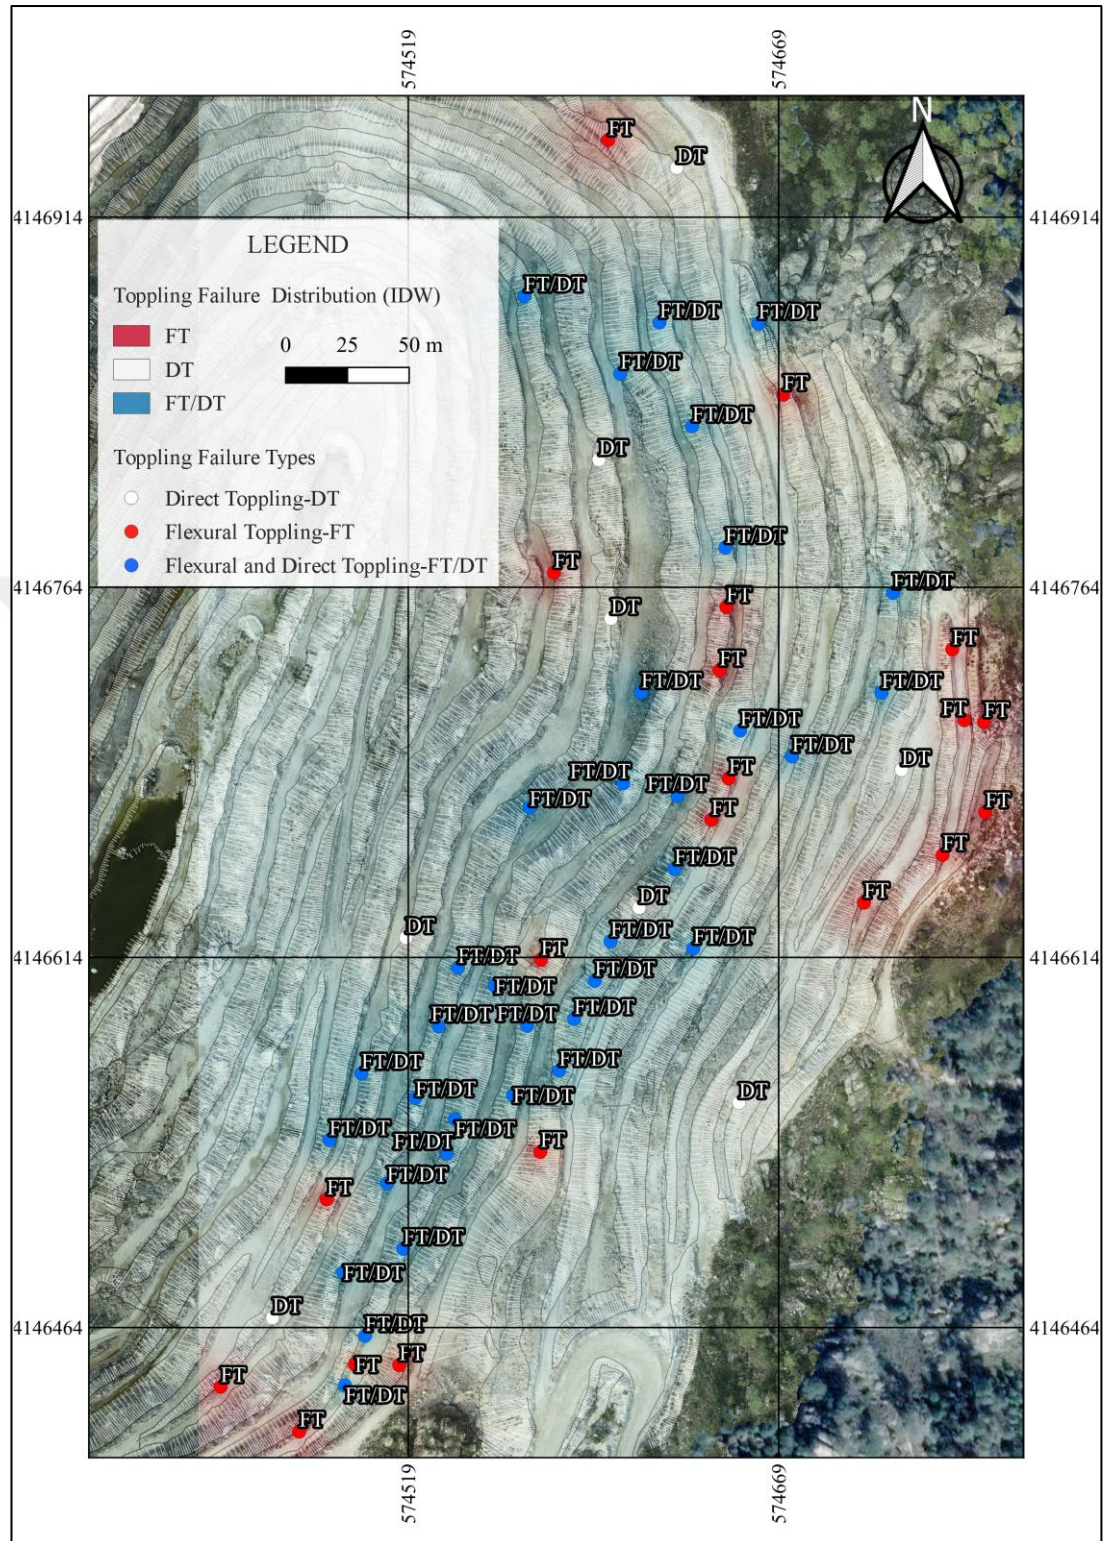 574519 574669
N
FT
DT
4146914 4146914
LEGEND
Toppling Failure Distribution (IDW)
FT
DT
FT/DT
0 25 50 m
Toppling Failure Types
Direct Toppling-DT
Flexural Toppling-FT
Flexural and Direct Toppling-FT/DT
FT/DT
FT/DT FT/DT
FT/DT
FT
FT/DT
DT
FT/DT
FT
4146764 4146764
FT/DT
FT
DT
FT
FT
FT/DT FT/DT
FT FT
FT/DT
FT/DT
DT
FT/DT FT
FT/DT FT/DT
FT
FT
FT
FT/DT
DT
FT
DT
FT/DT
FT/DT
FT/DT FT
4146614 4146614
FT/DT
FT/DT
FT/DT FT/DT FT/DT
FT/DT
FT/DT
FT/DT FT/DT
DT
FT/DT
FT/DT FT/DT FT
FT/DT
FT
FT/DT
FT/DT
DT
4146464 4146464
FT/DT
FT FT
FT
FT/DT
FT
574519 574669